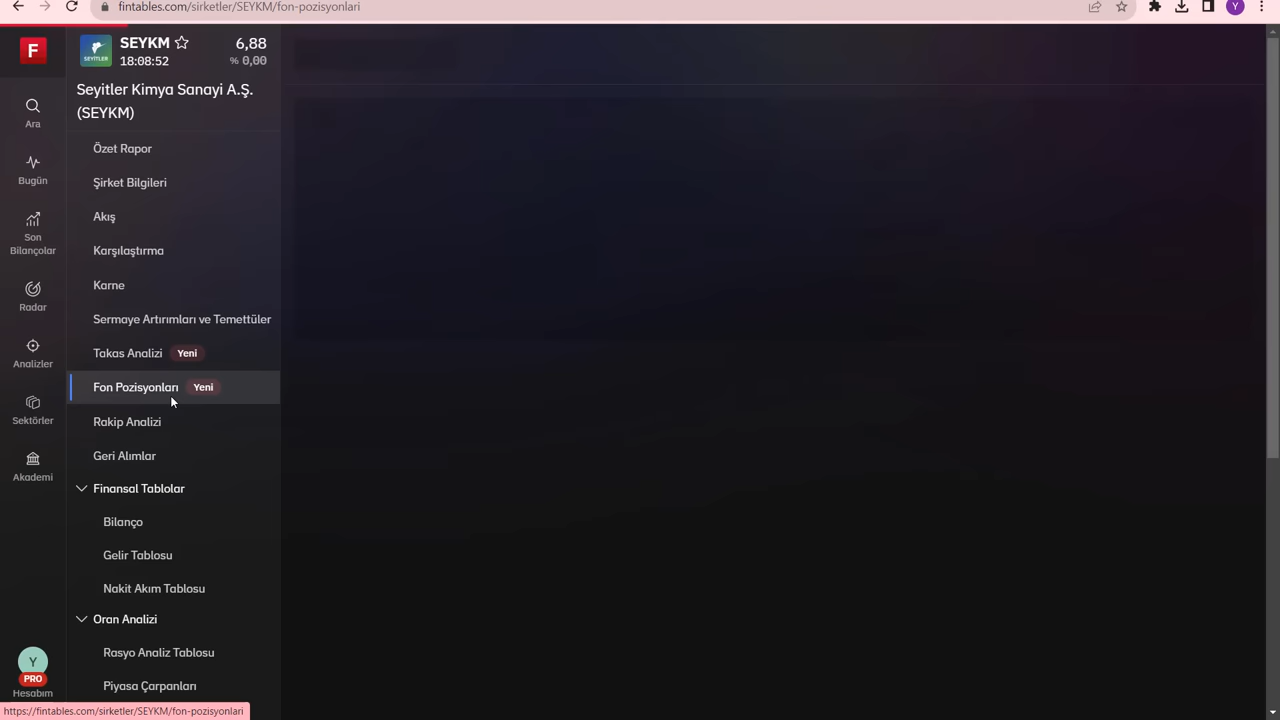 fintables.com/sirketler/SEYKM/fon-pozisyonlari
Y
F
SEYİTLER
SEYKM
6,88
18:08:52
% 0,00
Seyitler Kimya Sanayi A.Ş.
(SEYKM)
Ara
Bugün
Son
Bilançolar
Radar
Analizler
Sektörler
Akademi
Y
PRO
Hesabım
Özet Rapor
Şirket Bilgileri
Akış
Karşılaştırma
Karne
Sermaye Artırımları ve Temettüler
Takas Analizi Yeni
Fon Pozisyonları Yeni
Rakip Analizi
Geri Alımlar
Finansal Tablolar
Bilanço
Gelir Tablosu
Nakit Akım Tablosu
Oran Analizi
Rasyo Analiz Tablosu
Piyasa Çarpanları
https://fintables.com/sirketler/SEYKM/fon-pozisyonlari